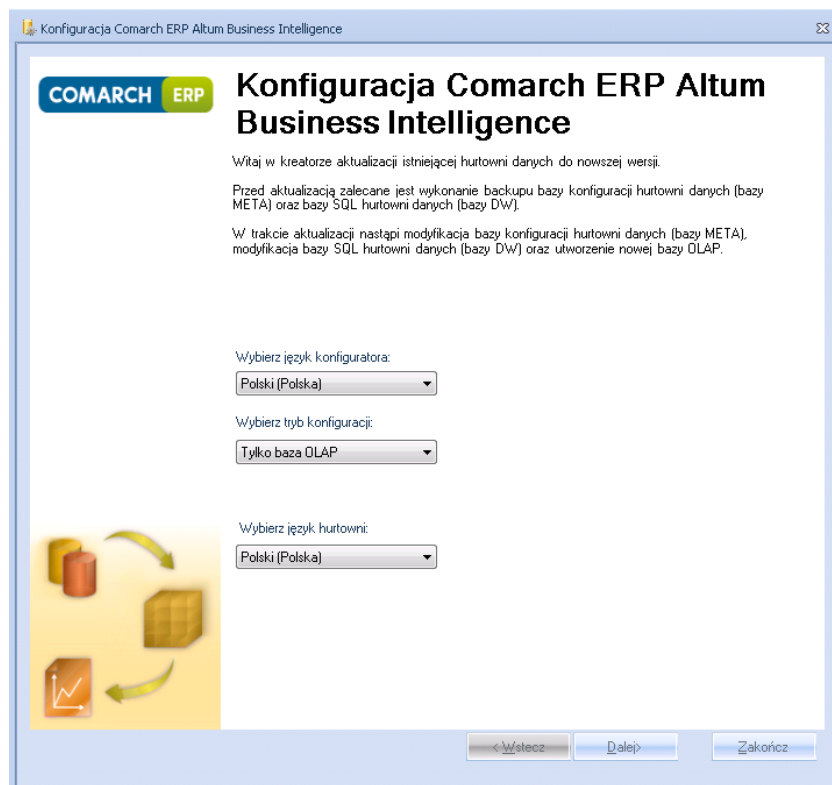 Konfiguracja Comarch ERP Altum Business Intelligence
COMARCH ERP
Konfiguracja Comarch ERP Altum
Business Intelligence
Witaj w kreatorze aktualizacji istniejącej hurtowni danych do nowszej wersji.
Przed aktualizacją zalecane jest wykonanie backupu bazy konfiguracji hurtowni danych (bazy
META) oraz bazy SQL hurtowni danych (bazy DW).
W trakcie aktualizacji nastąpi modyfikacja bazy konfiguracji hurtowni danych (bazy META),
modyfikacja bazy SQL hurtowni danych (bazy DW) oraz utworzenie nowej bazy OLAP.
Wybierz język konfiguratora:
Polski (Polska)
Wybierz tryb konfiguracji:
Tylko baza OLAP
Wybierz język hurtowni:
Polski (Polska)
< Wstecz
Dalej>
Zakończ